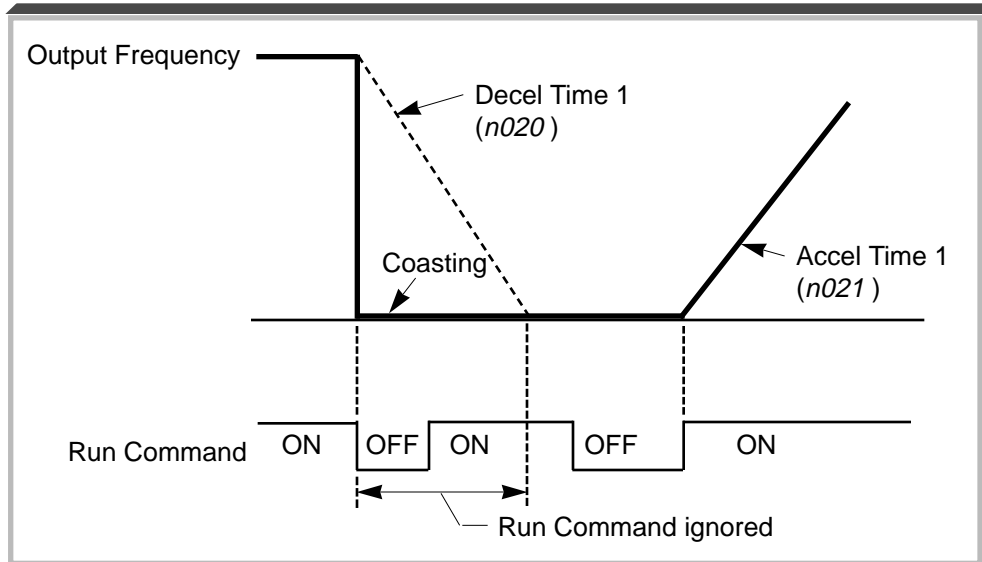 Output Frequency
Decel Time 1
(n020 )
Coasting
Accel Time 1
(n021 )
Run Command
ON
OFF
ON
OFF
ON
Run Command ignored